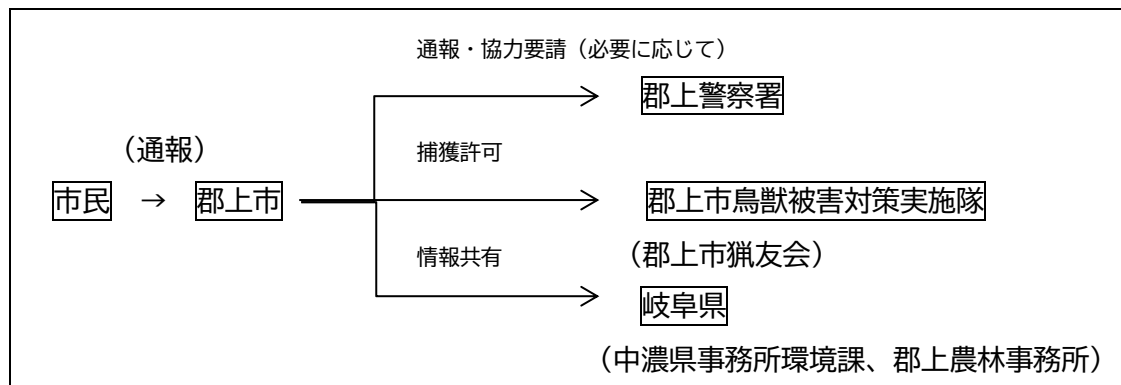 通報・協力要請（必要に応じて）
郡上警察署
（通報）
捕獲許可
市民 → 郡上市
郡上市鳥獣被害対策実施隊
情報共有
（郡上市猟友会）
岐阜県
（中濃県事務所環境課、郡上農林事務所）